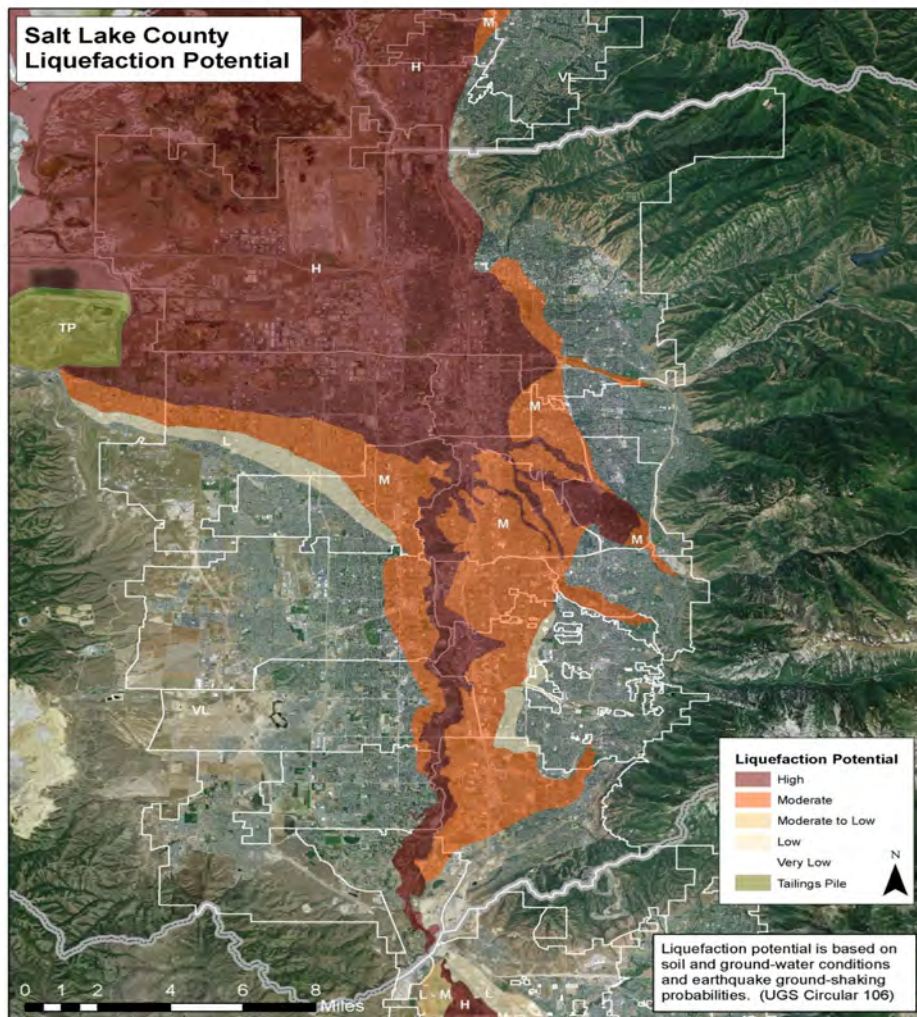 Salt Lake County
Liquefaction Potential
M
H
VL
H
TP
M
L
M
M
M
VL
Liquefaction Potential
High
Moderate
Moderate to Low
Low
Very Low
Tailings Pile
N
Liquefaction potential is based on
soil and ground-water conditions
and earthquake ground-shaking
probabilities. (UGS Circular 106)
0 2 4 8
Miles
L - M
L
H